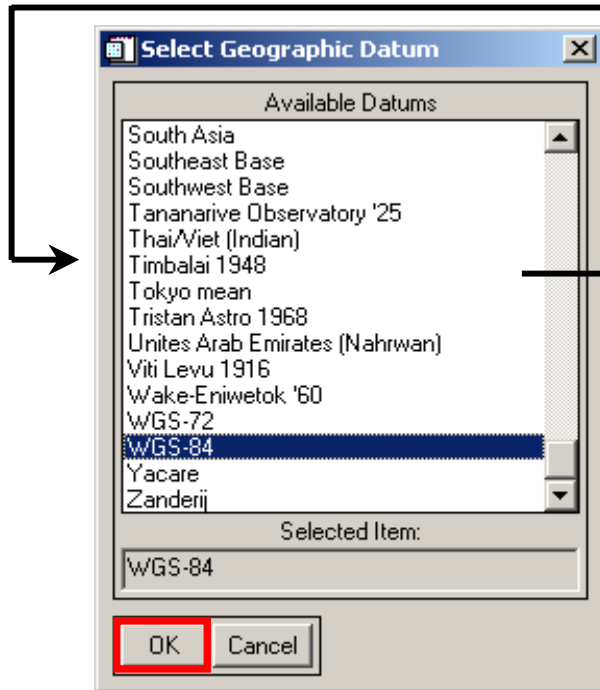 Select Geographic Datum
Available Datums
South Asia
Southeast Base
Southwest Base
Tananarive Observatory '25
Thai/Viet (Indian)
Timbalai 1948
Tokyo mean
Tristan Astro 1968
Unites Arab Emirates (Nahrwan)
Viti Levu 1916
Wake-Eniwetok '60
WGS-72
WGS-84
Yacare
Zanderij
Selected Item:
WGS-84
OK Cancel